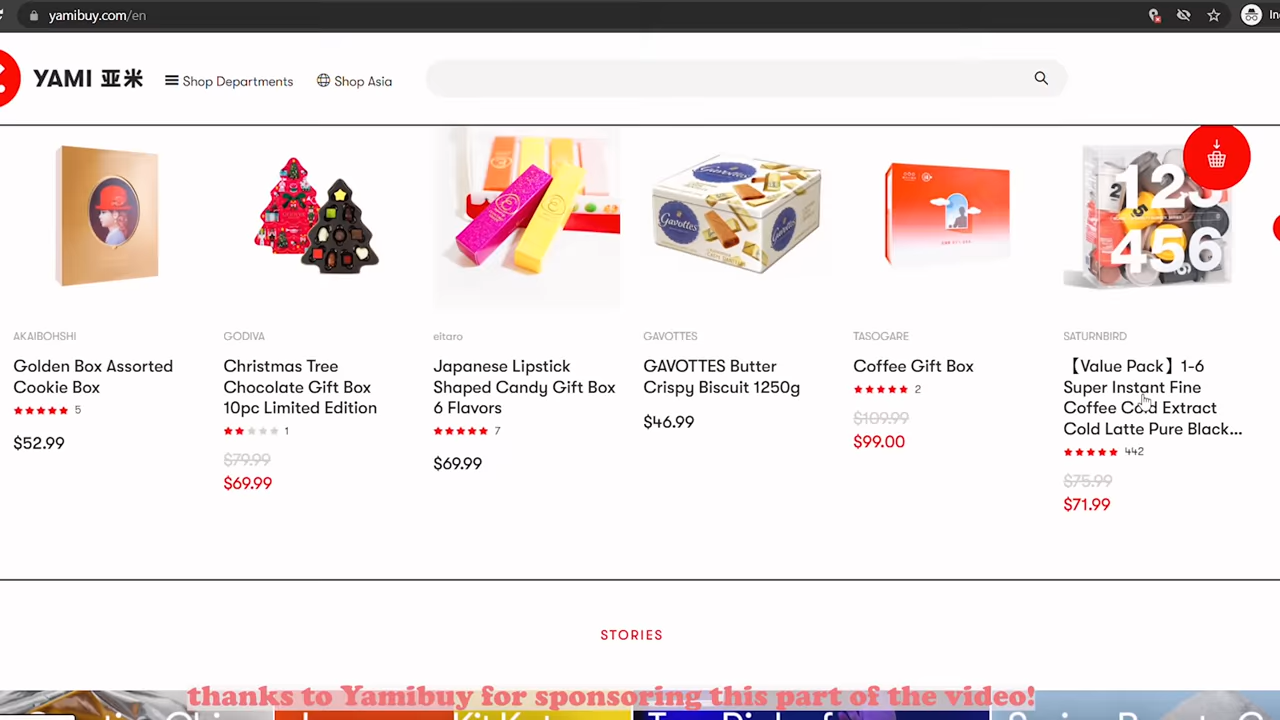 yamibuy.com/en
YAMI 亚米
Shop Departments
Shop Asia
AKAIBOHSHI
Golden Box Assorted
Cookie Box
5
$52.99
GODIVA
Christmas Tree
Chocolate Gift Box
10pc Limited Edition
1
$79.99
$69.99
eitaro
Japanese Lipstick
Shaped Candy Gift Box
6 Flavors
7
$69.99
Gavottes
Gavottes
GAVOTTES
GAVOTTES Butter
Crispy Biscuit 1250g
$46.99
TASOGARE
Coffee Gift Box
2
$109.99
$99.00
123
456
SATURNBIRD
【Value Pack】1-6
Super Instant Fine
Coffee Cold Extract
Cold Latte Pure Black...
442
$75.99
$71.99
STORIES
thanks to Yamibuy for sponsoring this part of the video!